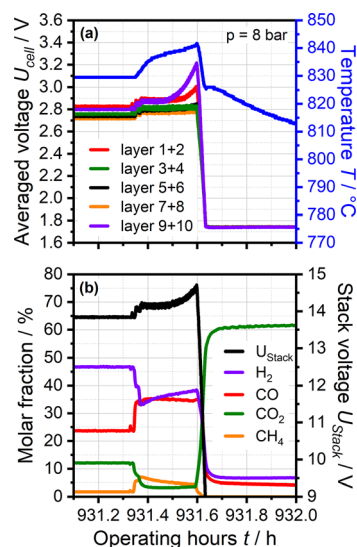 (a)
p = 8 bar
Averaged voltage U_cell / V
3.6
3.4
3.2
3.0
2.8
2.6
2.4
2.2
2.0
1.8
1.6
850
840
830
820
810
800
790
780
770
Temperature T / °C
layer 1+2
layer 3+4
layer 5+6
layer 7+8
layer 9+10
(b)
Molar fraction / %
80
70
60
50
40
30
20
10
0
15
14
13
12
11
10
9
Stack voltage U_Stack / V
U_Stack
H₂
CO
CO₂
CH₄
931.2 931.4 931.6 931.8 932.0
Operating hours t / h